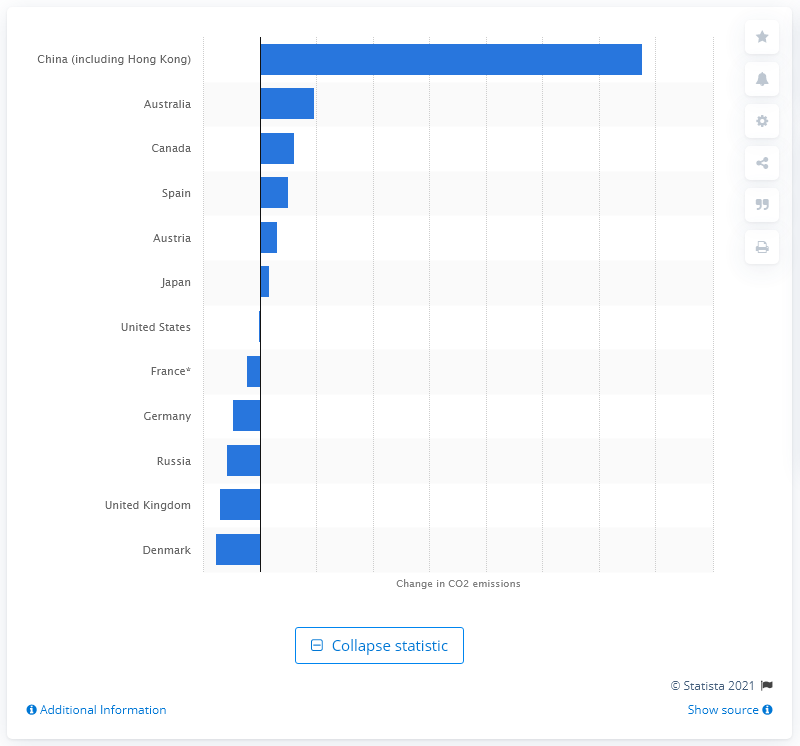 China (including Hong Kong)
Australia
Canada
Spain
Austria
Japan
United States
France*
Germany
Russia
United Kingdom
Denmark
Change in CO2 emissions
Collapse statistic
© Statista 2021
Additional Information
Show source